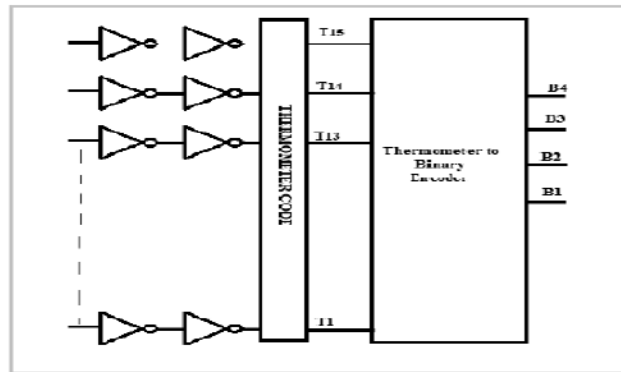 T15
T14
T13
THERMOMETER CODE
Thermometer to
Binary
Encoder
B4
B3
B2
B1
T1